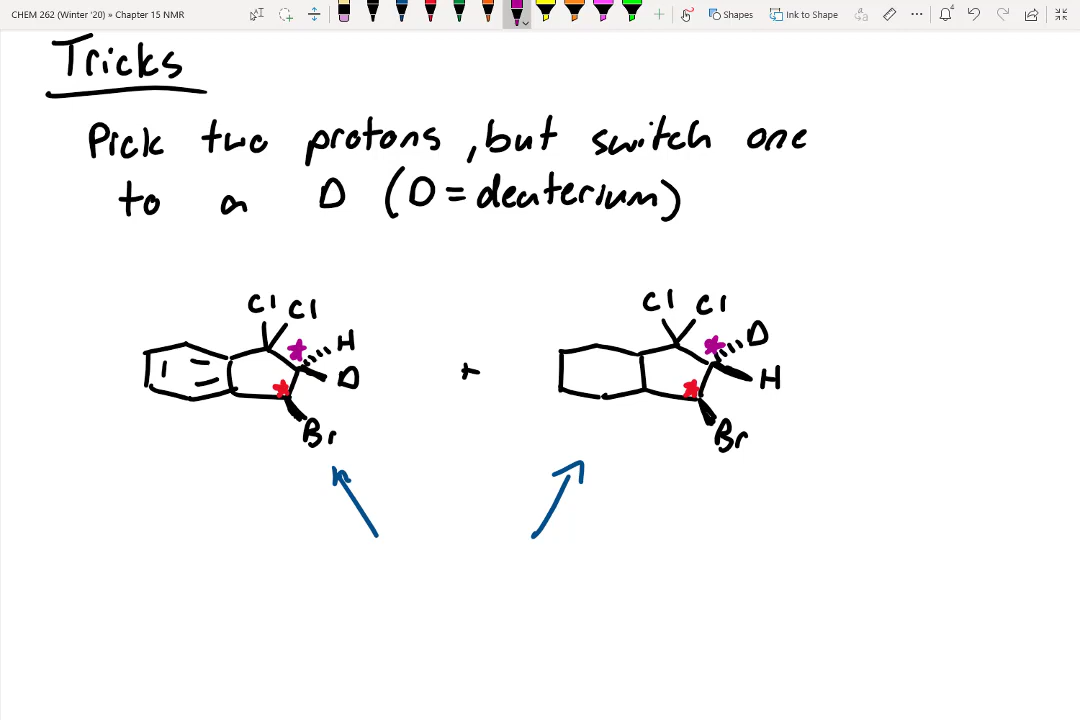 CHEM 262 (Winter '20) » Chapter 15 NMR
Shapes
Ink to Shape
Tricks
Pick two protons, but switch one
to a D (D = deuterium)
Cl Cl
Cl Cl
H
D
D
+
H
Br
Br